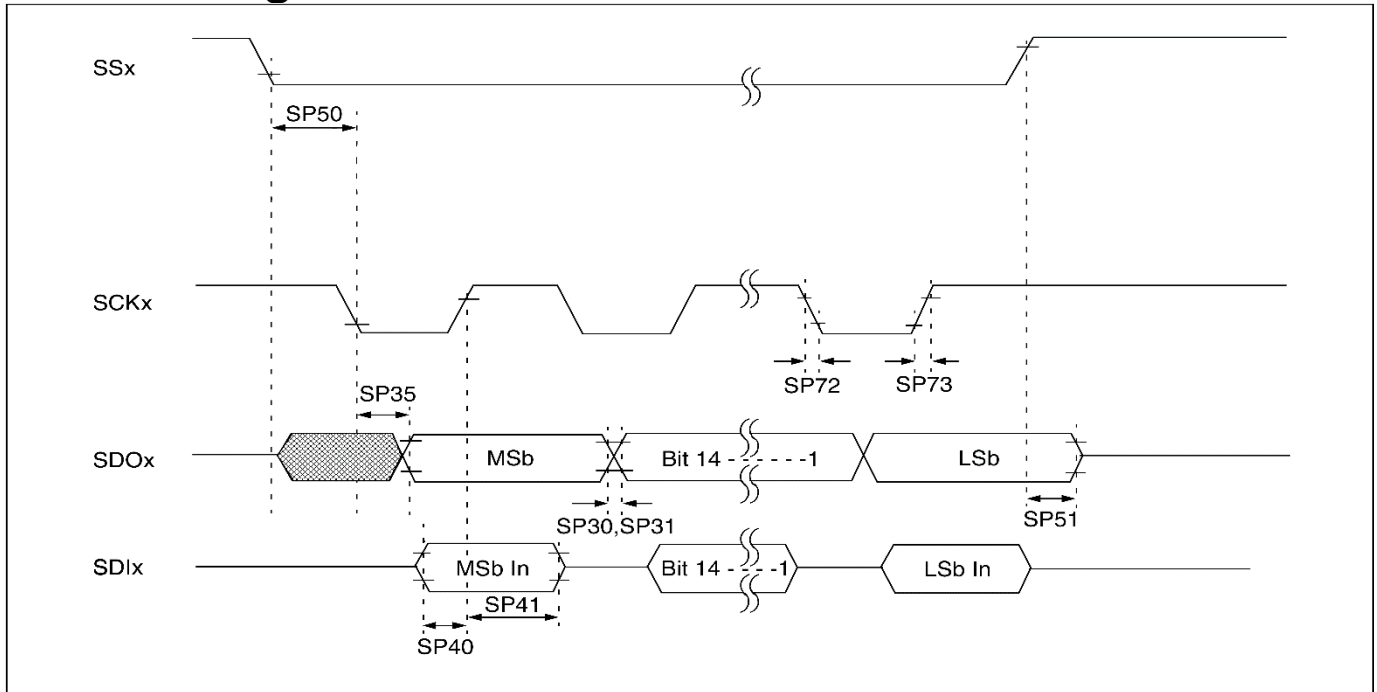 SSx
SP50
SCKx
SP72 SP73
SP35
SDOx MSb Bit 14 - - - - - -1 LSb
SP30,SP31 SP51
SDIx MSb In Bit 14 - - - - -1 LSb In
SP41
SP40